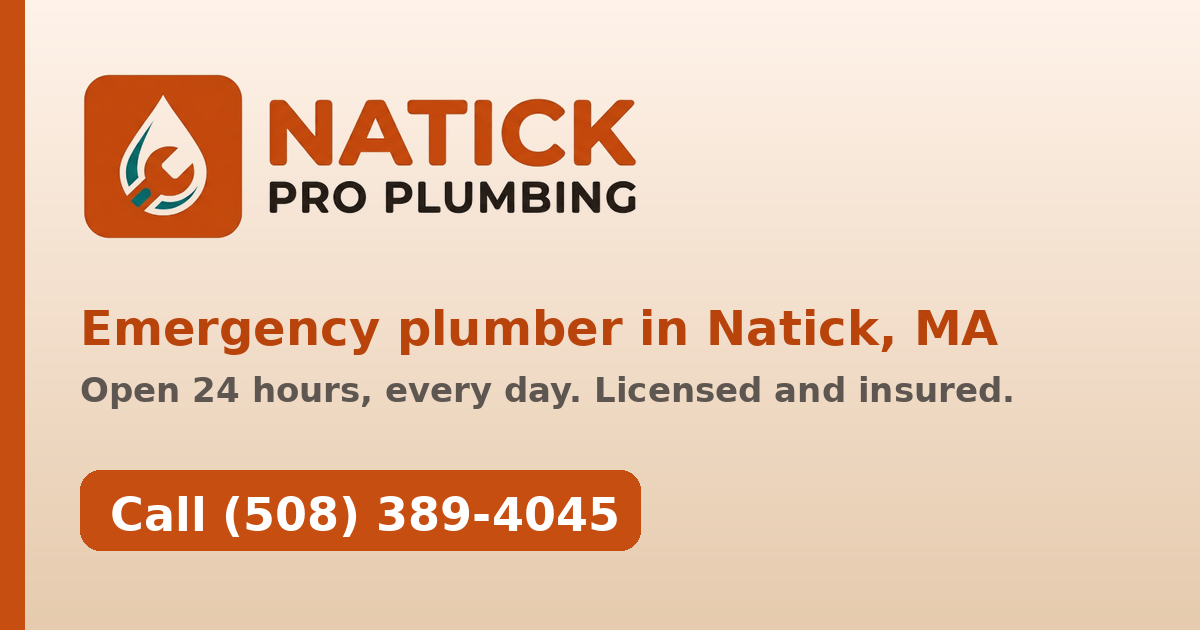 NATICK
PRO PLUMBING
Emergency plumber in Natick, MA
Open 24 hours, every day. Licensed and insured.
Call (508) 389-4045